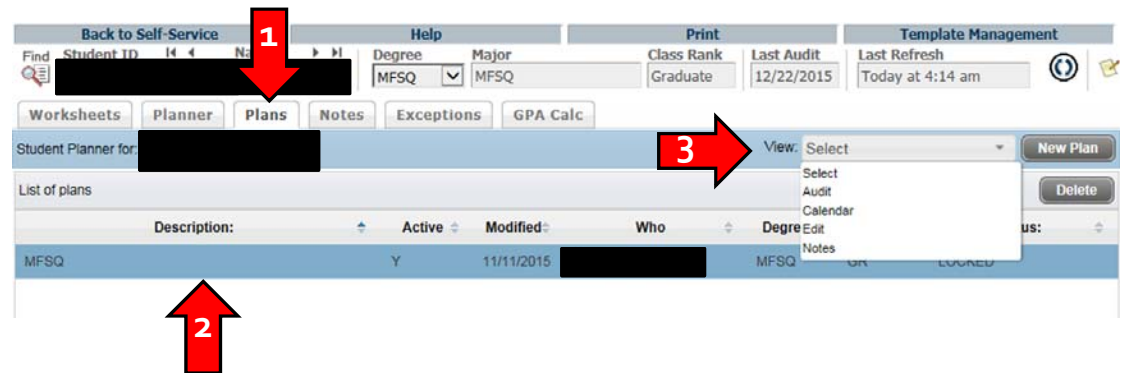 Back to Self-Service Help Print Template Management
1
Find Student ID Degree Major Class Rank Last Audit Last Refresh
MFSQ MFSQ Graduate 12/22/2015 Today at 4:14 am
Worksheets Planner Plans Notes Exceptions GPA Calc
Student Planner for: 3 View: Select New Plan
Select
List of plans Audit Delete
Calendar
Description: Active Modified: Who Degre Edit us:
Notes
MFSQ Y 11/11/2015 MFSQ GR LOCKED
2